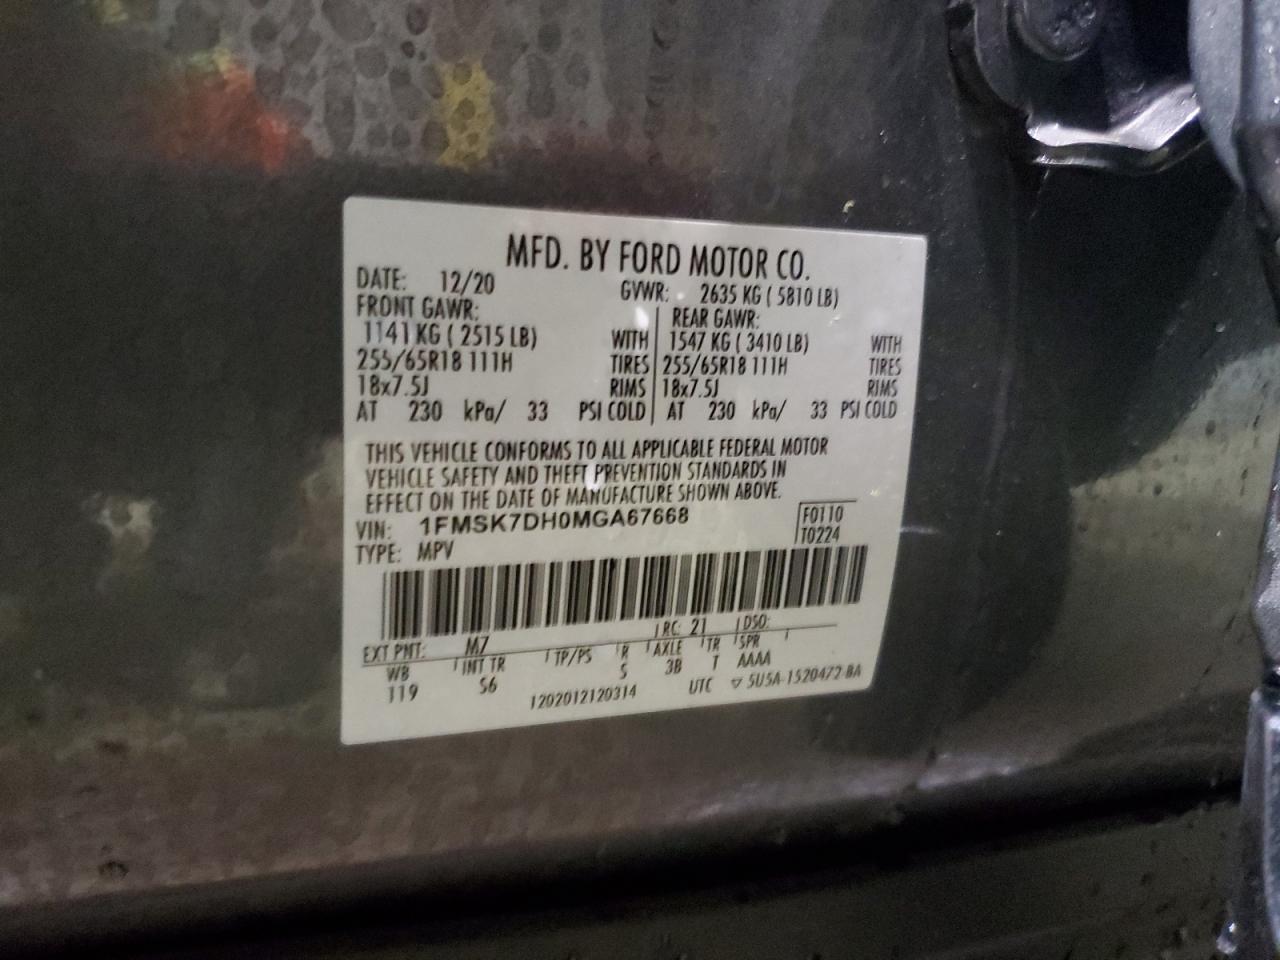 MFD. BY FORD MOTOR CO.
DATE: 12/20 GVWR: 2635 KG ( 5810 LB)
FRONT GAWR: REAR GAWR:
1141 KG ( 2515 LB) WITH 1547 KG ( 3410 LB) WITH
255/65R18 111H TIRES 255/65R18 111H TIRES
18x7.5J RIMS 18x7.5J RIMS
AT 230 kPa/ 33 PSI COLD AT 230 kPa/ 33 PSI COLD
THIS VEHICLE CONFORMS TO ALL APPLICABLE FEDERAL MOTOR
VEHICLE SAFETY AND THEFT PREVENTION STANDARDS IN
EFFECT ON THE DATE OF MANUFACTURE SHOWN ABOVE.
VIN: 1FMSK7DH0MGA67668 F0110
TYPE: MPV T0224
EXT PNT: M7 RC: 21 DSO:
WB INT TR TP/PS R AXLE TR SPR
119 S6 S 3B T AAAA
1202012120314 UTC ▽ 5U5A-1520472-BA